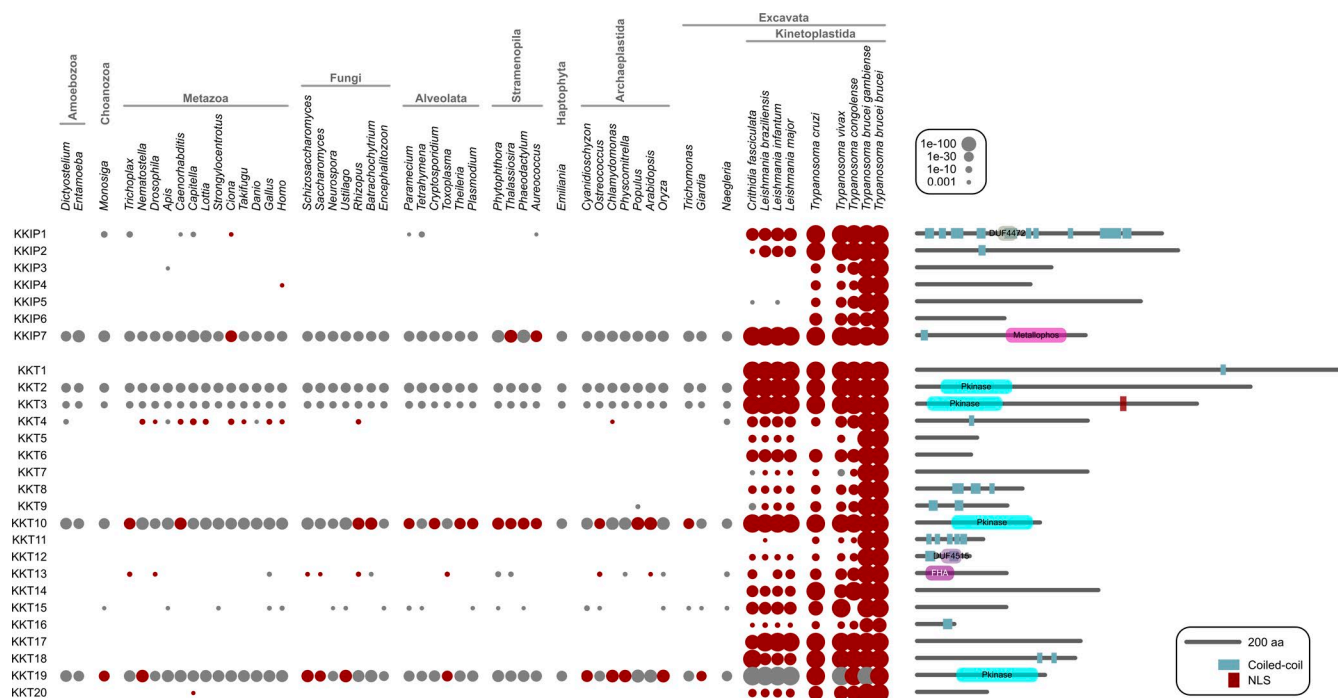 Excavata
Kinetoplastida
Amoebozoa
Choanozoa
Metazoa
Fungi
Alveolata
Stramenopila
Haptophyta
Archaeplastida
Dictyostelium
Entamoeba
Monosiga
Trichoplax
Nematostella
Drosophila
Apis
Caenorhabditis
Capitella
Lottia
Strongylocentrotus
Ciona
Takifugu
Danio
Gallus
Homo
Schizosaccharomyces
Saccharomyces
Neurospora
Ustilago
Rhizopus
Batrachochytrium
Encephalitozoon
Paramecium
Tetrahymena
Cryptosporidium
Toxoplasma
Theileria
Plasmodium
Phytophthora
Thalassosira
Phaeodactylum
Aureococcus
Emiliania
Cyanidioschyzon
Ostreococcus
Chlamydomonas
Physcomitrella
Populus
Arabidopsis
Oryza
Trichomonas
Giardia
Naegleria
Crithidia fasciculata
Leishmania braziliensis
Leishmania infantum
Leishmania major
Trypanosoma cruzi
Trypanosoma vivax
Trypanosoma congolense
Trypanosoma brucei gambiense
Trypanosoma brucei brucei
1e-100
1e-30
1e-10
0.001
KKIP1
DUF4472
KKIP2
KKIP3
KKIP4
KKIP5
KKIP6
KKIP7
Metallophos
KKT1
KKT2
Pkinase
KKT3
Pkinase
KKT4
KKT5
KKT6
KKT7
KKT8
KKT9
KKT10
Pkinase
KKT11
KKT12
DUF4515
KKT13
FHA
KKT14
KKT15
KKT16
KKT17
KKT18
KKT19
Pkinase
KKT20
200 aa
Coiled-coil
NLS